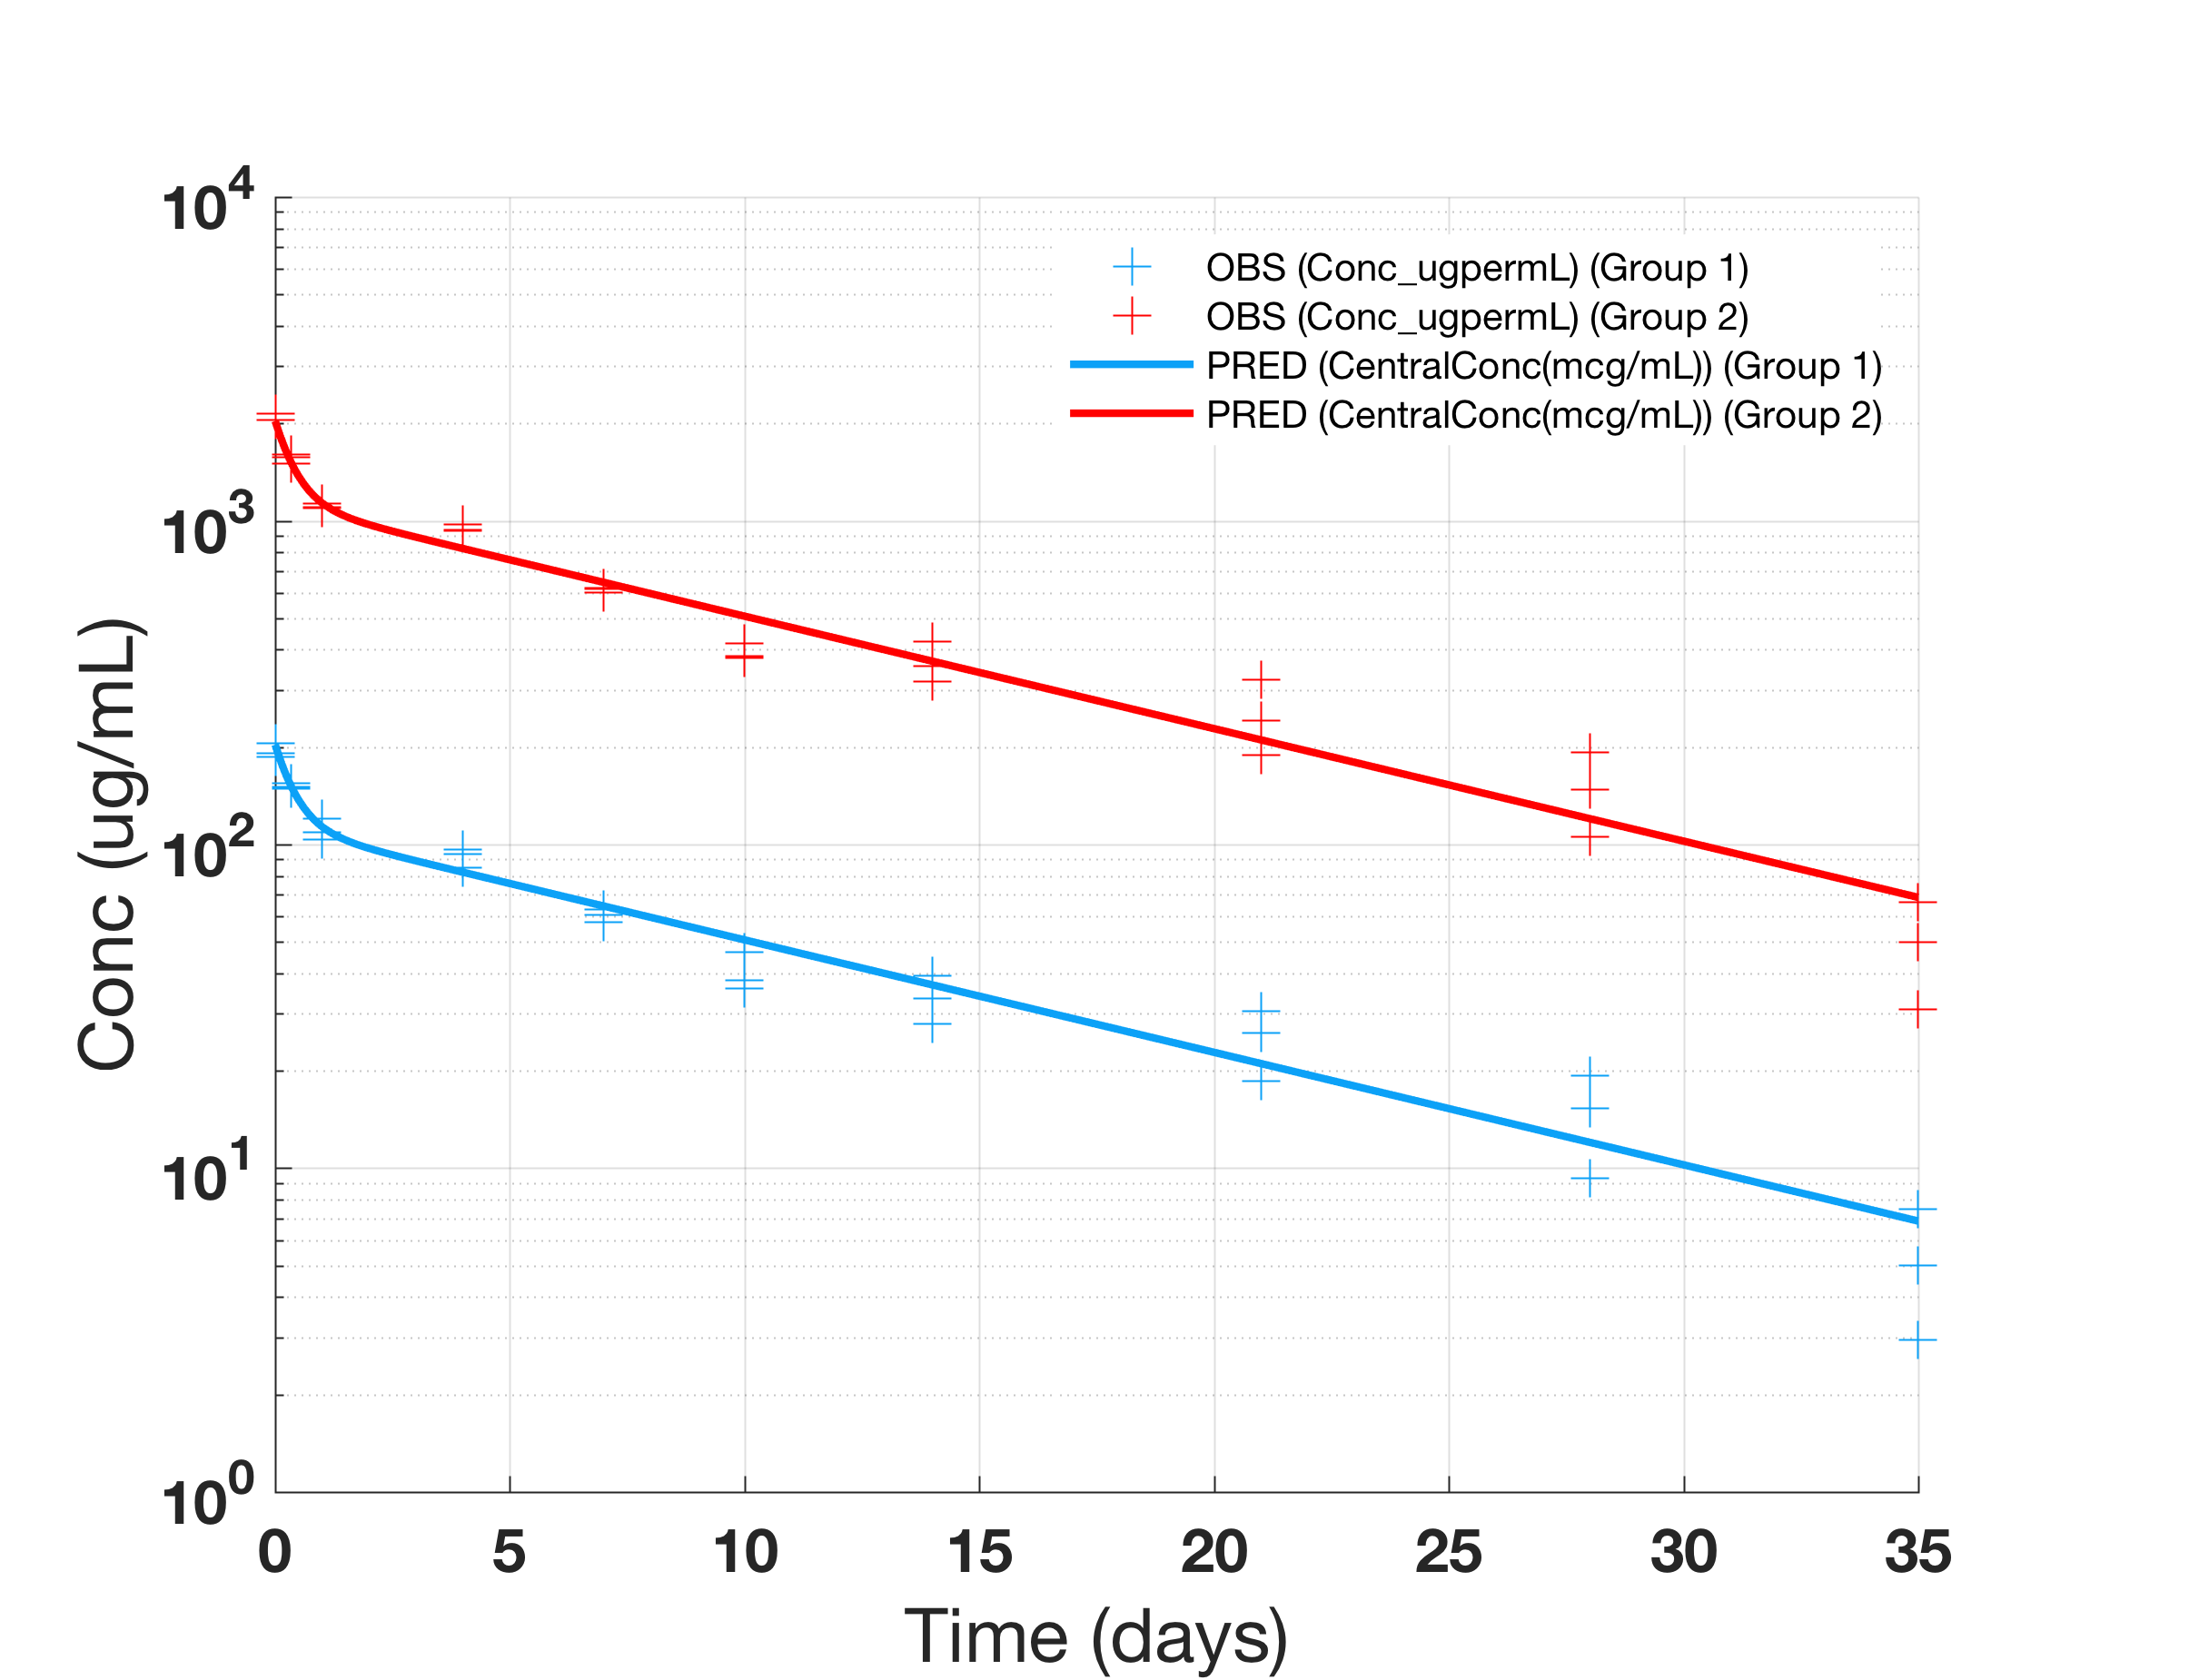 10^4
10^3
10^2
10^1
10^0
Conc (ug/mL)
OBS (Conc_ugpermL) (Group 1)
OBS (Conc_ugpermL) (Group 2)
PRED (CentralConc(mcg/mL)) (Group 1)
PRED (CentralConc(mcg/mL)) (Group 2)
0 5 10 15 20 25 30 35
Time (days)